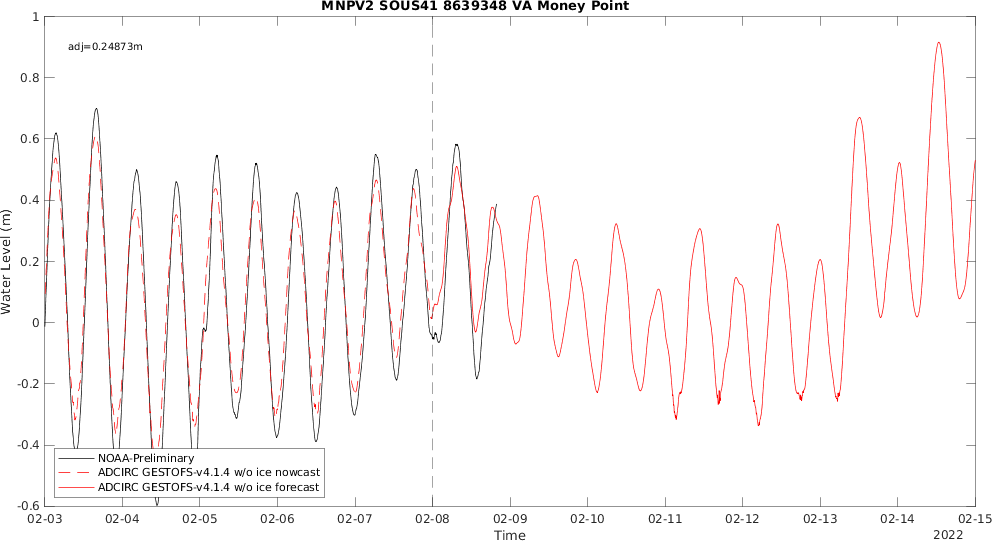 MNPV2 SOUS41 8639348 VA Money Point
adj=0.24873m
Water Level (m)
1
0.8
0.6
0.4
0.2
0
-0.2
-0.4
-0.6
NOAA-Preliminary
ADCIRC GESTOFS-v4.1.4 w/o ice nowcast
ADCIRC GESTOFS-v4.1.4 w/o ice forecast
02-03 02-04 02-05 02-06 02-07 02-08 02-09 02-10 02-11 02-12 02-13 02-14 02-15
Time
2022